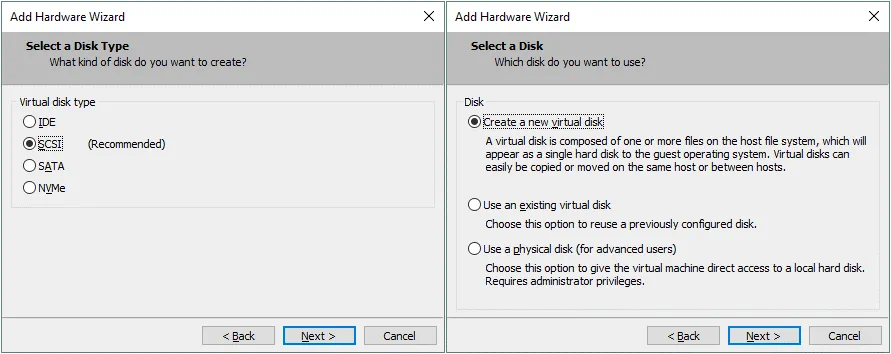 Add Hardware Wizard
Select a Disk Type
What kind of disk do you want to create?
Virtual disk type
IDE
SCSI (Recommended)
SATA
NVMe
< Back Next > Cancel
Add Hardware Wizard
Select a Disk
Which disk do you want to use?
Disk
Create a new virtual disk
A virtual disk is composed of one or more files on the host file system, which will
appear as a single hard disk to the guest operating system. Virtual disks can
easily be copied or moved on the same host or between hosts.
Use an existing virtual disk
Choose this option to reuse a previously configured disk.
Use a physical disk (for advanced users)
Choose this option to give the virtual machine direct access to a local hard disk.
Requires administrator privileges.
< Back Next > Cancel